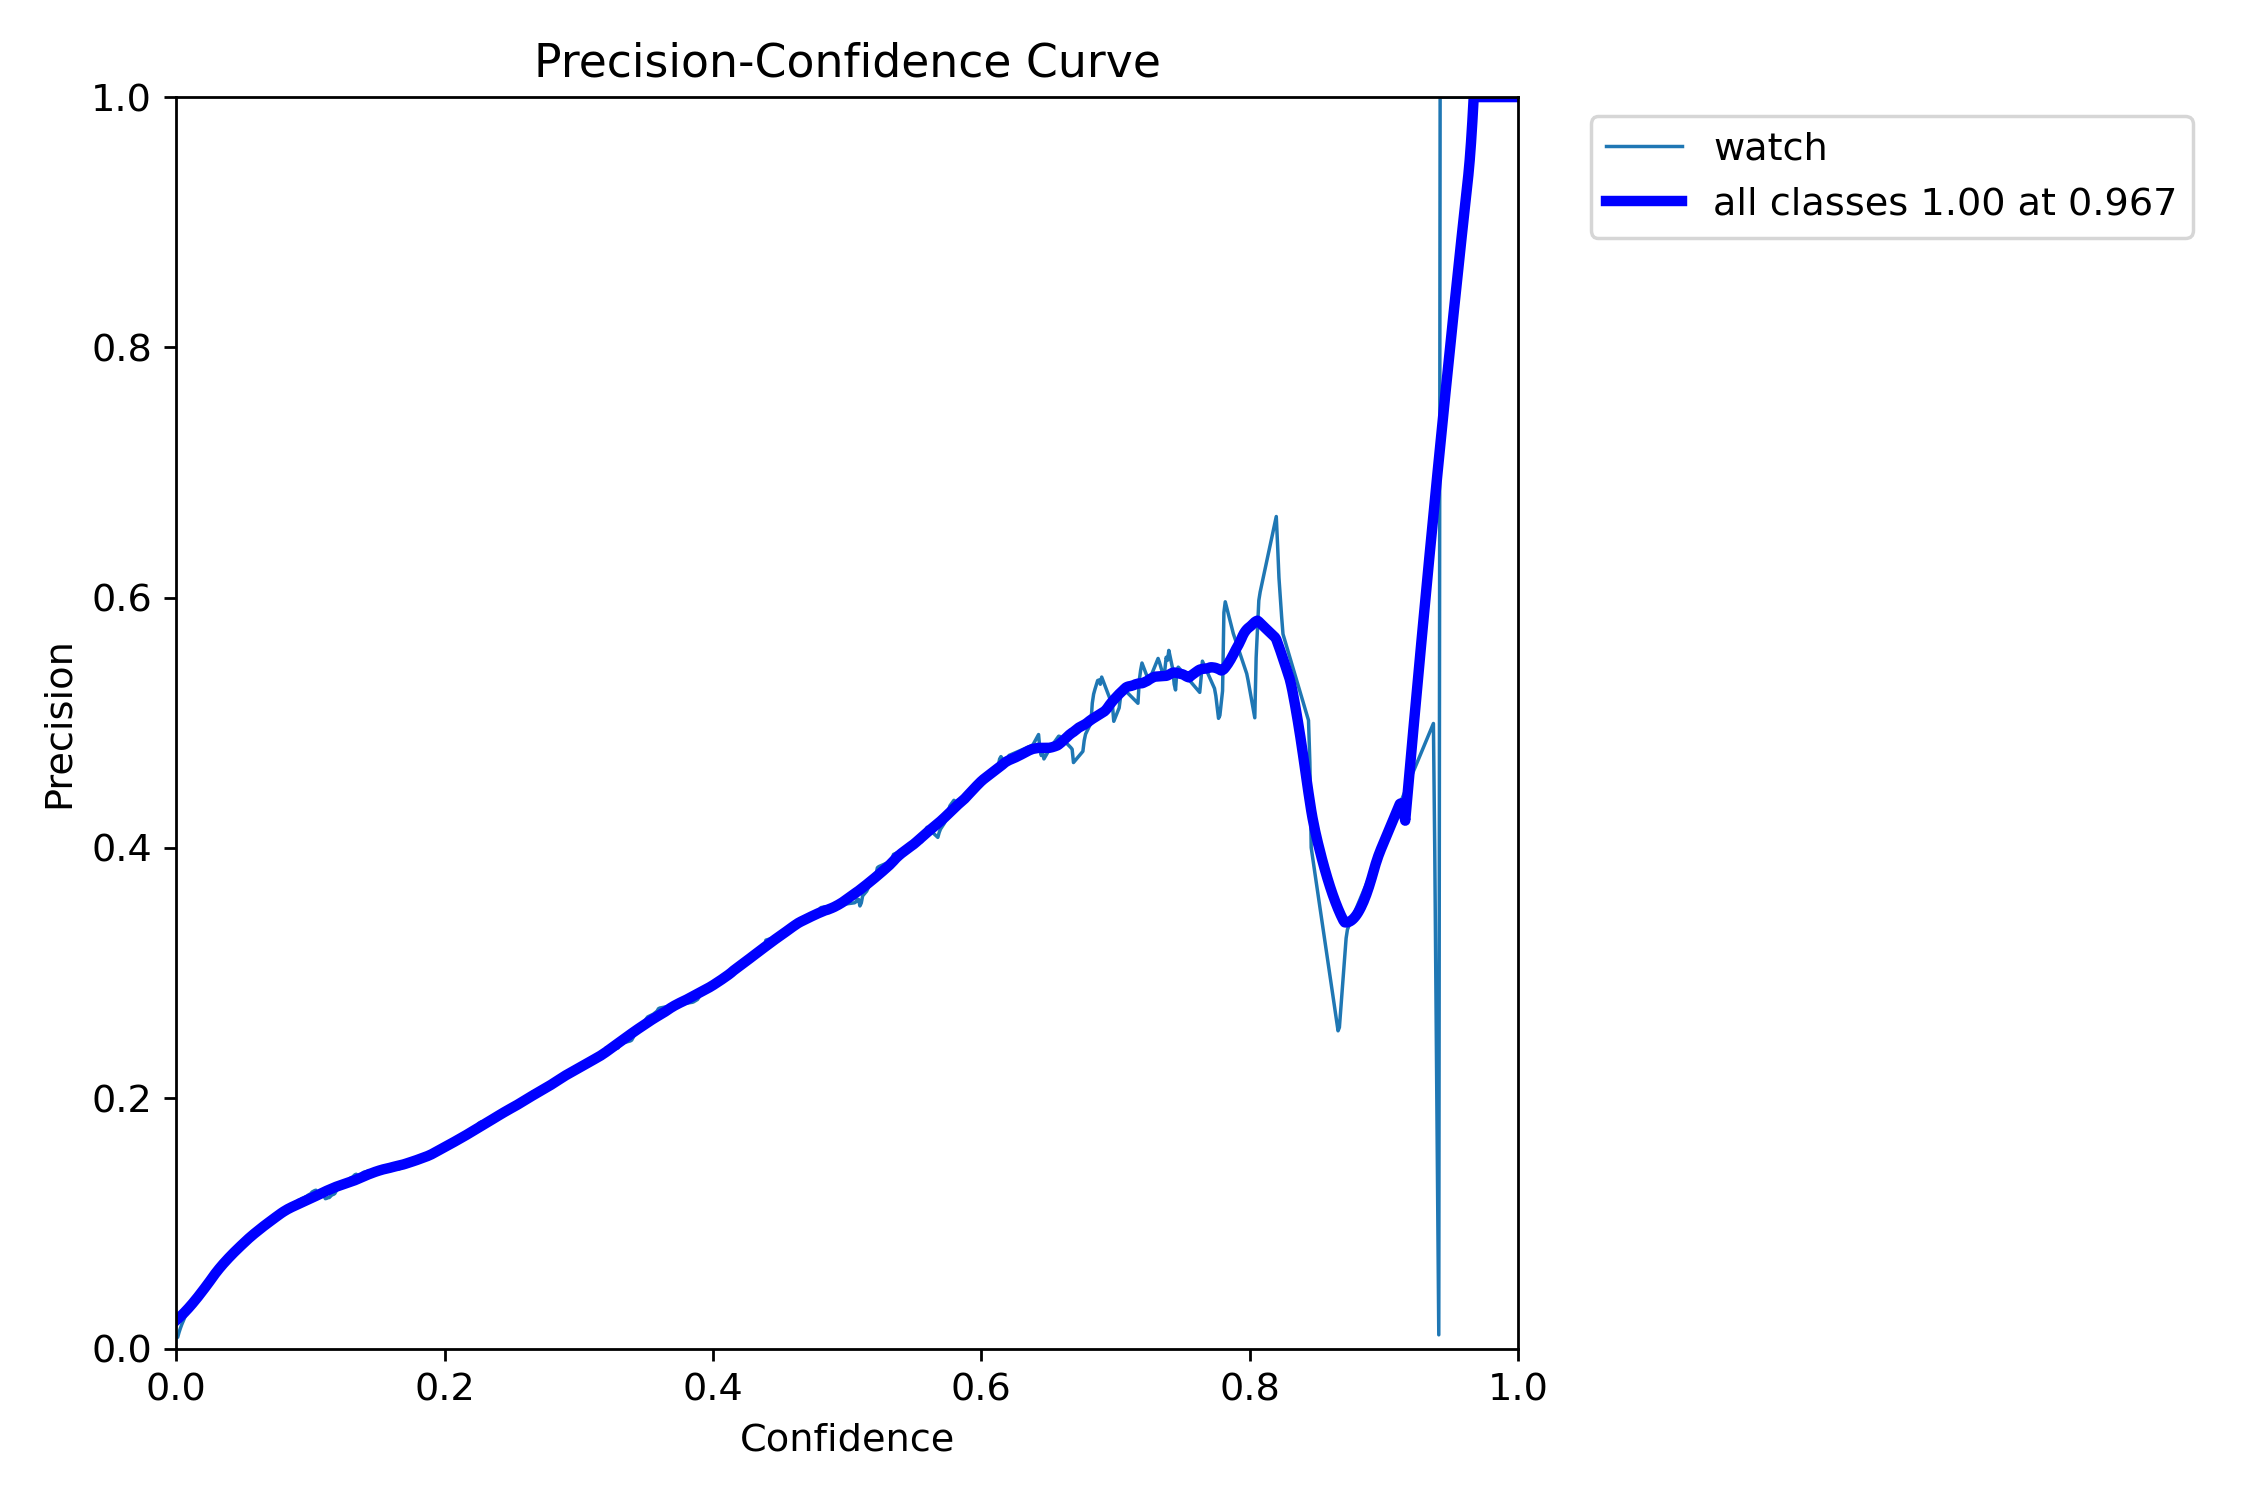 Precision-Confidence Curve
1.0
0.8
0.6
0.4
0.2
0.0
Precision
0.0 0.2 0.4 0.6 0.8 1.0
Confidence
watch
all classes 1.00 at 0.967